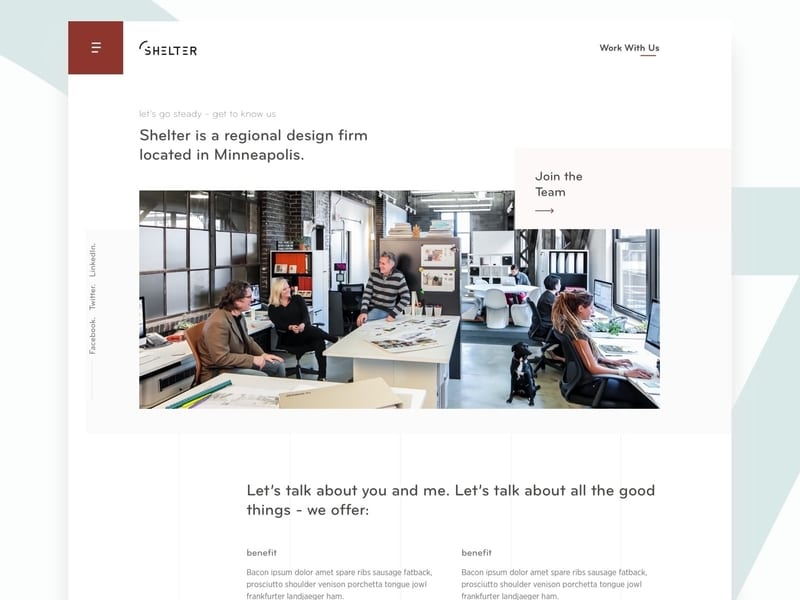 SHELTER
Work With Us
let's go steady - get to know us
Shelter is a regional design firm
located in Minneapolis.
Join the
Team
Facebook. Twitter. LinkedIn.
Let's talk about you and me. Let's talk about all the good
things - we offer:
benefit
Bacon ipsum dolor amet spare ribs sausage fatback,
prosciutto shoulder venison porchetta tongue jowl
frankfurter landjaeger ham.
benefit
Bacon ipsum dolor amet spare ribs sausage fatback,
prosciutto shoulder venison porchetta tongue jowl
frankfurter landjaeger ham.